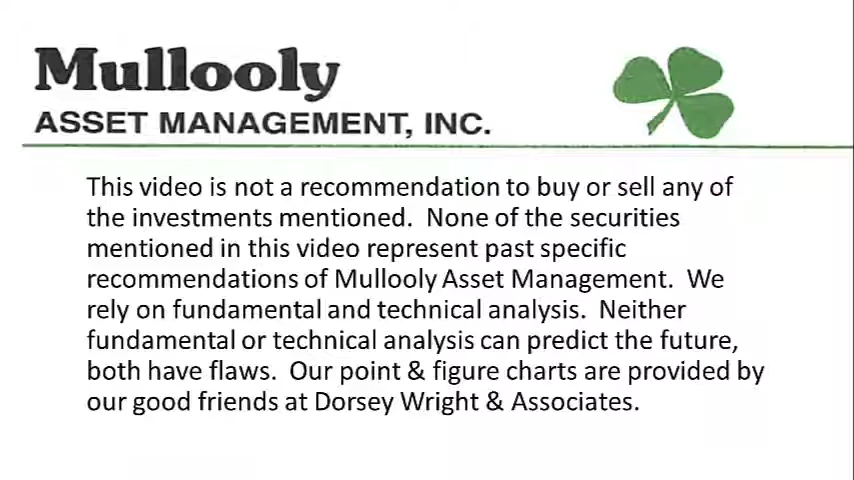 Mullooly
ASSET MANAGEMENT, INC.
This video is not a recommendation to buy or sell any of
the investments mentioned.  None of the securities
mentioned in this video represent past specific
recommendations of Mullooly Asset Management.  We
rely on fundamental and technical analysis.  Neither
fundamental or technical analysis can predict the future,
both have flaws.  Our point & figure charts are provided by
our good friends at Dorsey Wright & Associates.